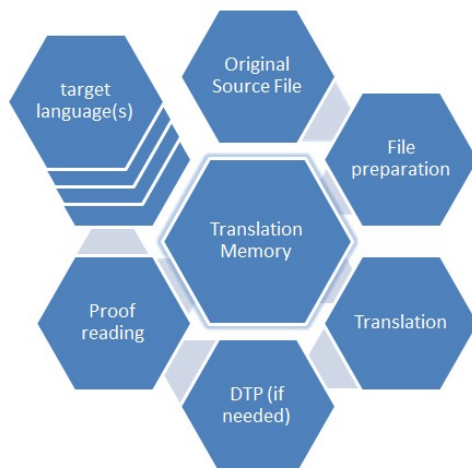 Original
Source File
File
preparation
Translation
DTP (if
needed)
Proof
reading
target
language(s)
Translation
Memory